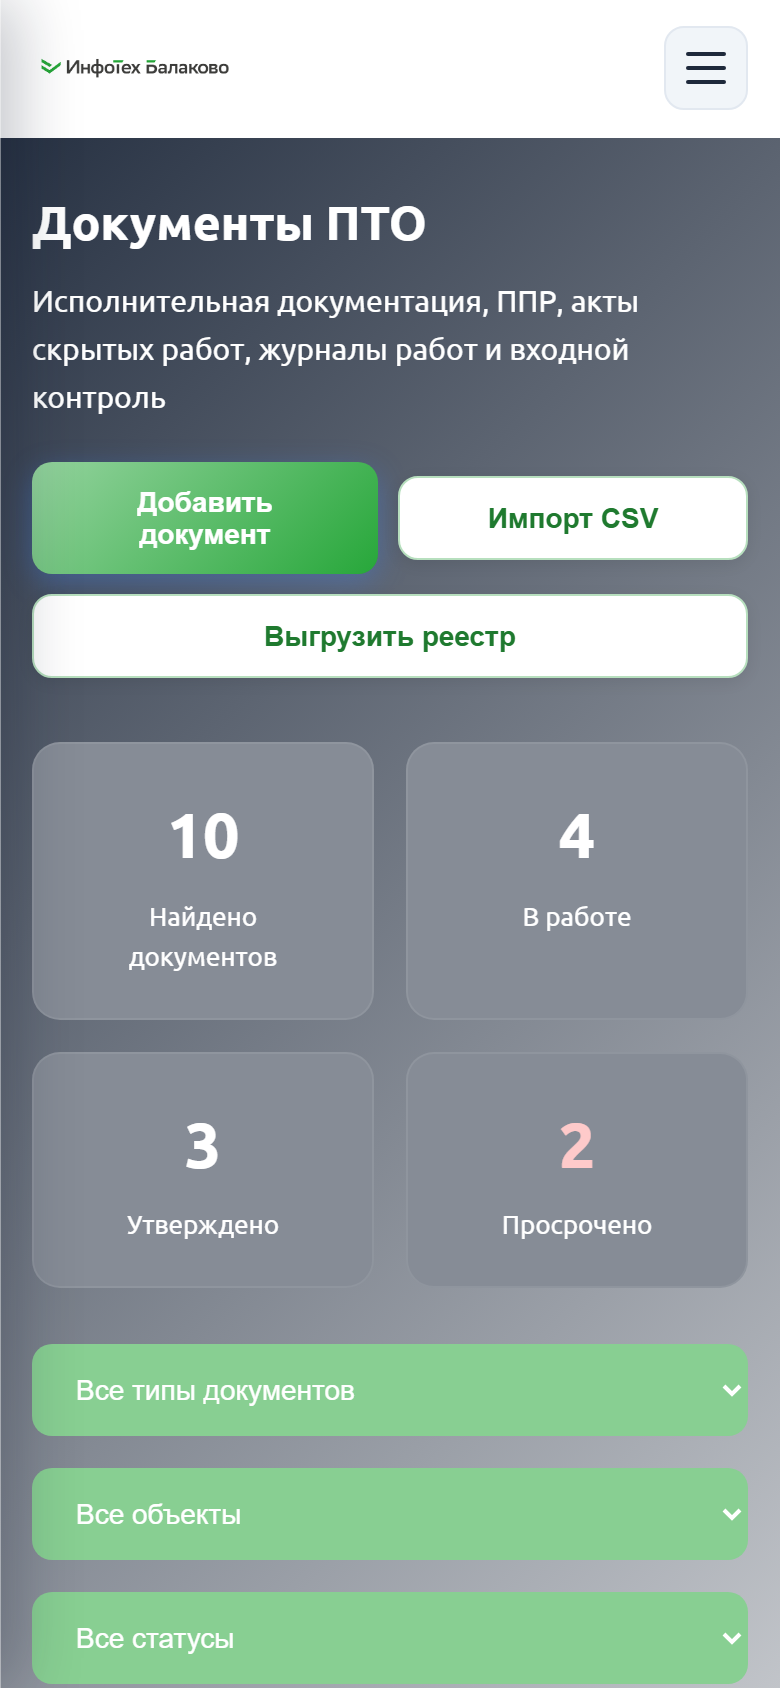 ИнфоТех Балаково
Документы ПТО
Исполнительная документация, ППР, акты
скрытых работ, журналы работ и входной
контроль
Добавить
документ
Импорт CSV
Выгрузить реестр
10
Найдено
документов
4
В работе
3
Утверждено
2
Просрочено
Все типы документов
Все объекты
Все статусы